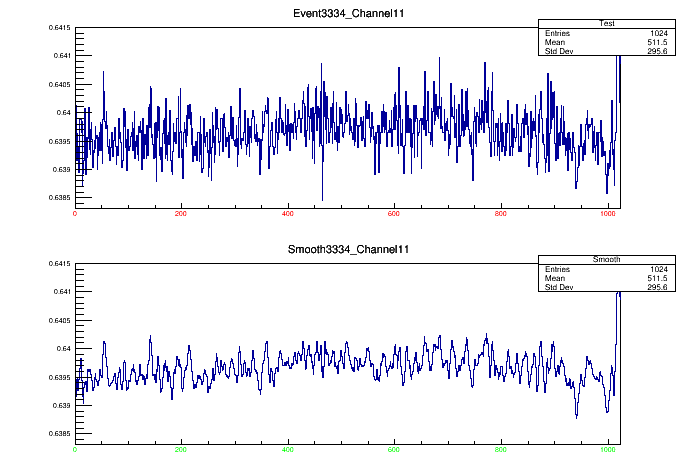 Event3334_Channel11
Test
Entries 1024
Mean 511.5
Std Dev 295.6
0.6415
0.641
0.6405
0.64
0.6395
0.639
0.6385
0 200 400 600 800 1000
Smooth3334_Channel11
Smooth
Entries 1024
Mean 511.5
Std Dev 295.6
0.6415
0.641
0.6405
0.64
0.6395
0.639
0.6385
0 200 400 600 800 1000